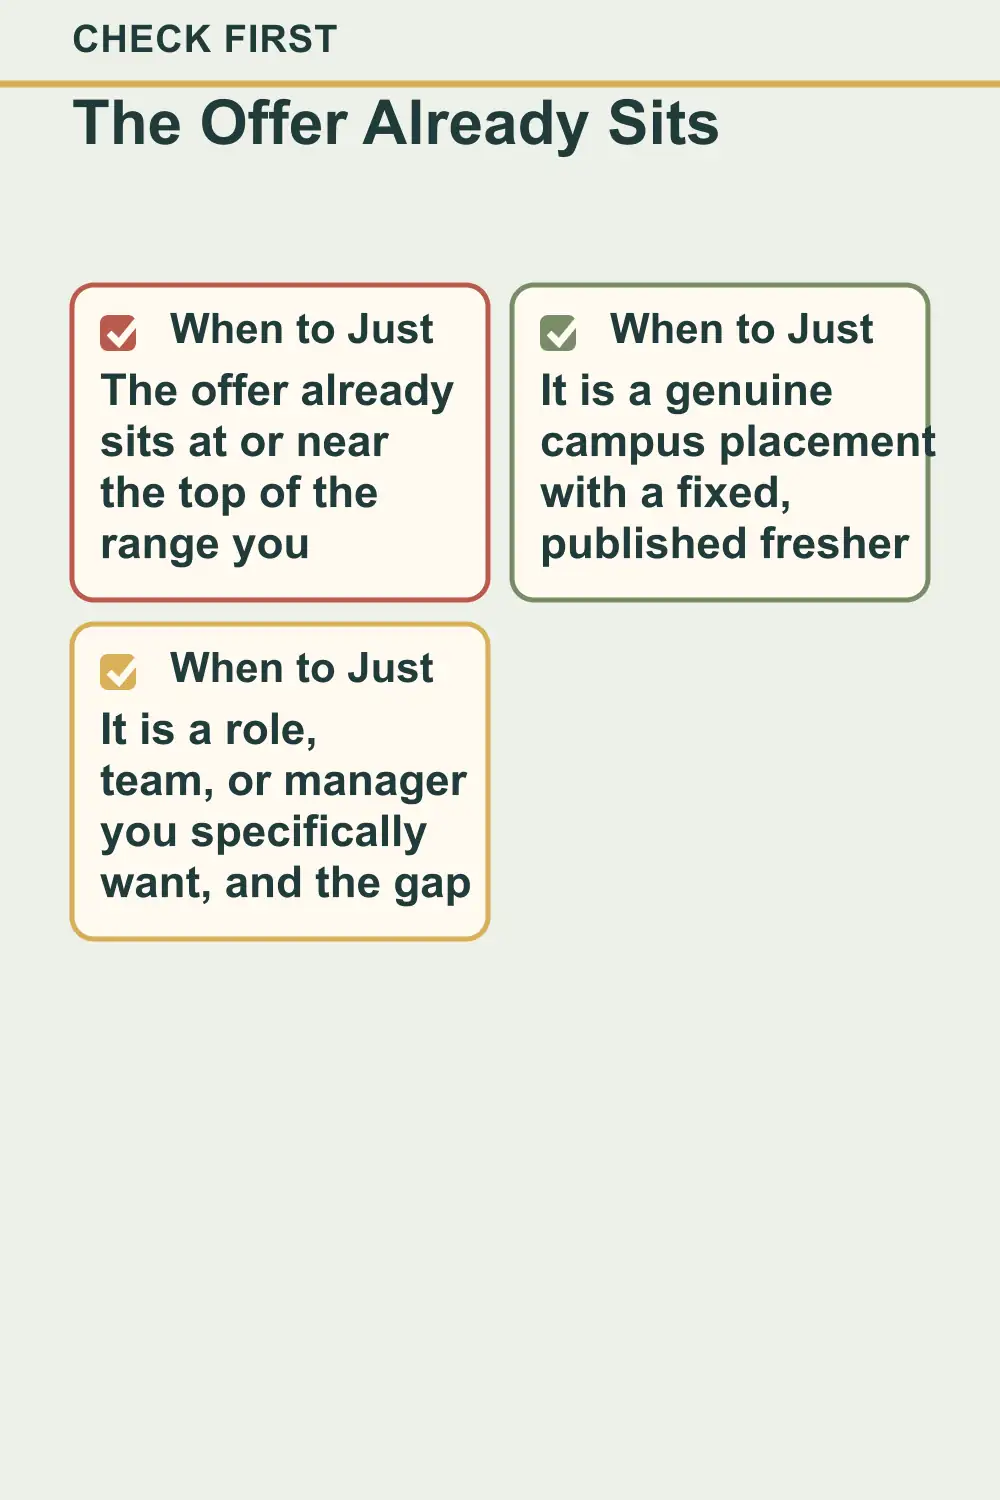 CHECK FIRST
The Offer Already Sits
When to Just
The offer already
sits at or near
the top of the
range you
When to Just
It is a genuine
campus placement
with a fixed,
published fresher
When to Just
It is a role,
team, or manager
you specifically
want, and the gap